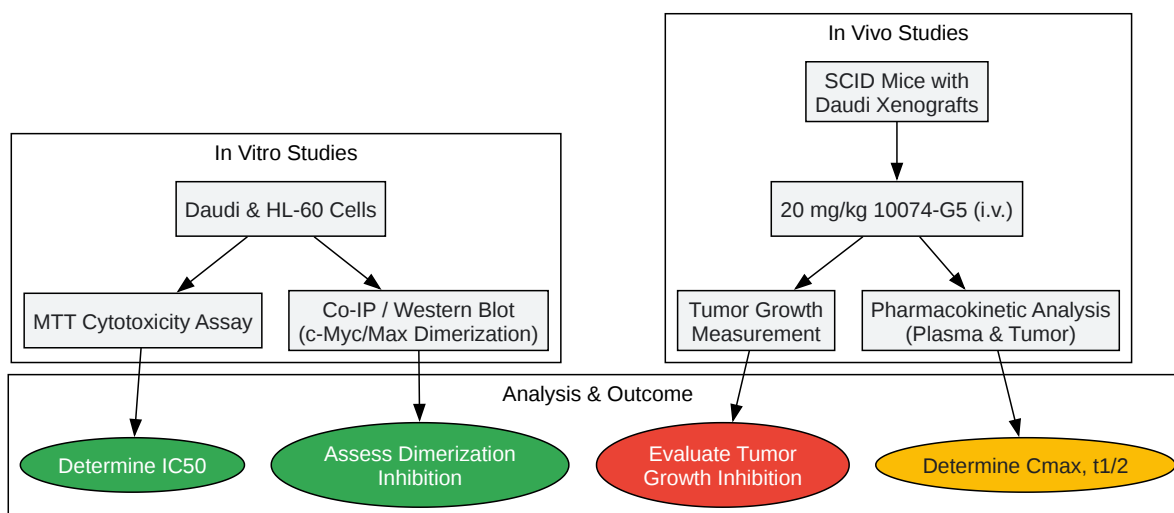 In Vivo Studies
SCID Mice with
Daudi Xenografts
In Vitro Studies
Daudi & HL-60 Cells
20 mg/kg 10074-G5 (i.v.)
MTT Cytotoxicity Assay
Co-IP / Western Blot
(c-Myc/Max Dimerization)
Tumor Growth
Measurement
Pharmacokinetic Analysis
(Plasma & Tumor)
Analysis & Outcome
Determine IC50
Assess Dimerization
Inhibition
Evaluate Tumor
Growth Inhibition
Determine Cmax, t1/2